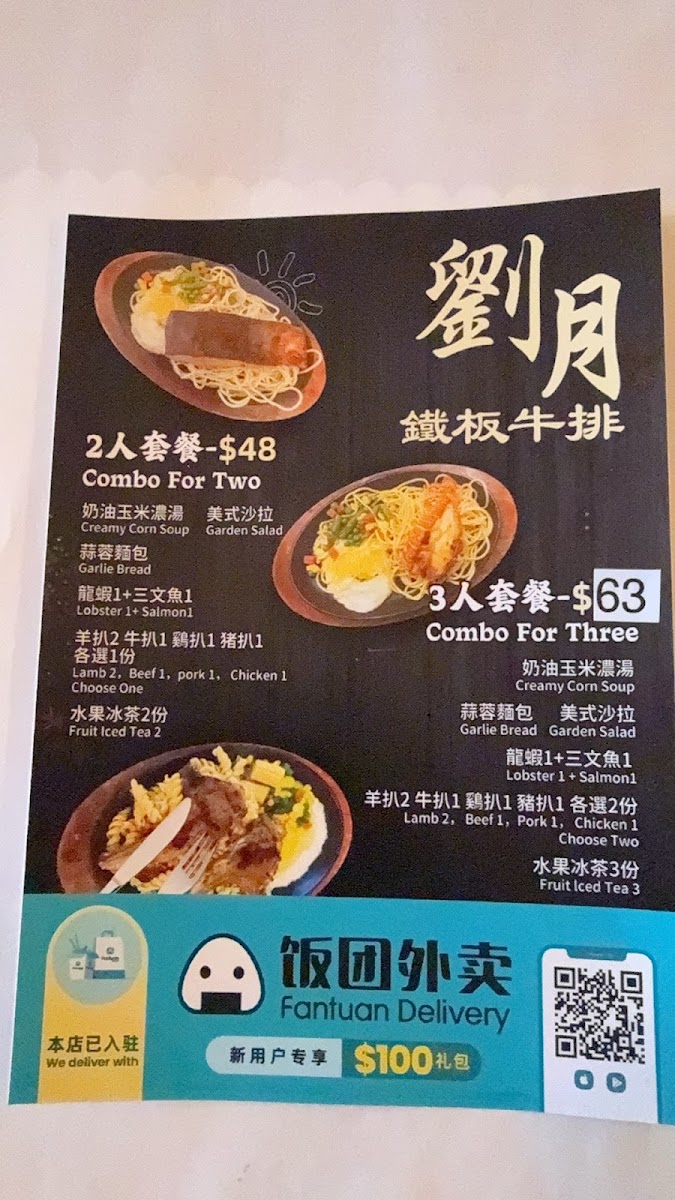 劉月
鐵板牛排
2人套餐-$48
Combo For Two
奶油玉米濃湯 美式沙拉
Creamy Corn Soup Garden Salad
蒜蓉麵包
Garlie Bread
龍蝦1+三文魚1
Lobster 1+ Salmon1
羊扒2 牛扒1 鷄扒1 猪扒1
各選1份
Lamb 2, Beef 1, pork 1, Chicken 1
Choose One
水果冰茶2份
Fruit Iced Tea 2
3人套餐-$63
Combo For Three
奶油玉米濃湯
Creamy Corn Soup
蒜蓉麵包 美式沙拉
Garlie Bread Garden Salad
龍蝦1+三文魚1
Lobster 1 + Salmon1
羊扒2 牛扒1 鷄扒1 豬扒1 各選2份
Lamb 2, Beef 1, Pork 1, Chicken 1
Choose Two
水果冰茶3份
Fruit Iced Tea 3
本店已入驻
We deliver with
饭团外卖
Fantuan Delivery
新用户专享 $100礼包